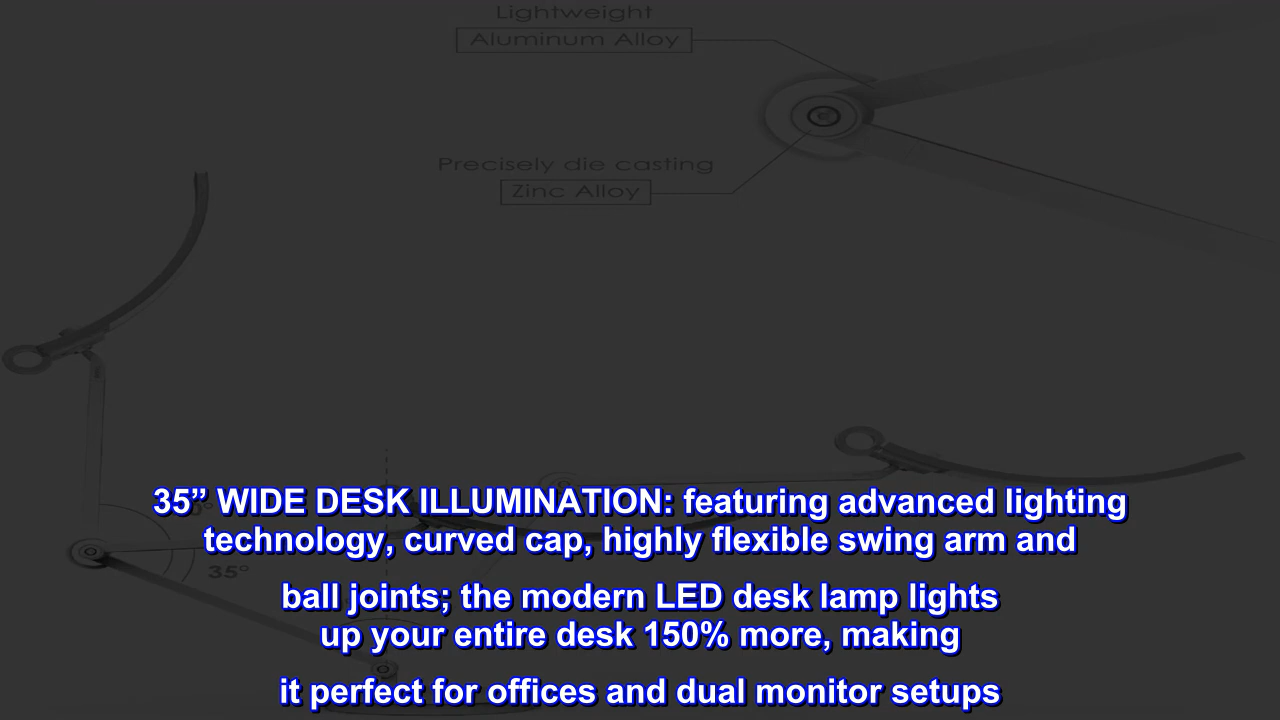 Lightweight
Aluminum Alloy
Precisely die casting
Zinc Alloy
35” WIDE DESK ILLUMINATION: featuring advanced lighting
technology, curved cap, highly flexible swing arm and
35°
ball joints; the modern LED desk lamp lights
up your entire desk 150% more, making
it perfect for offices and dual monitor setups